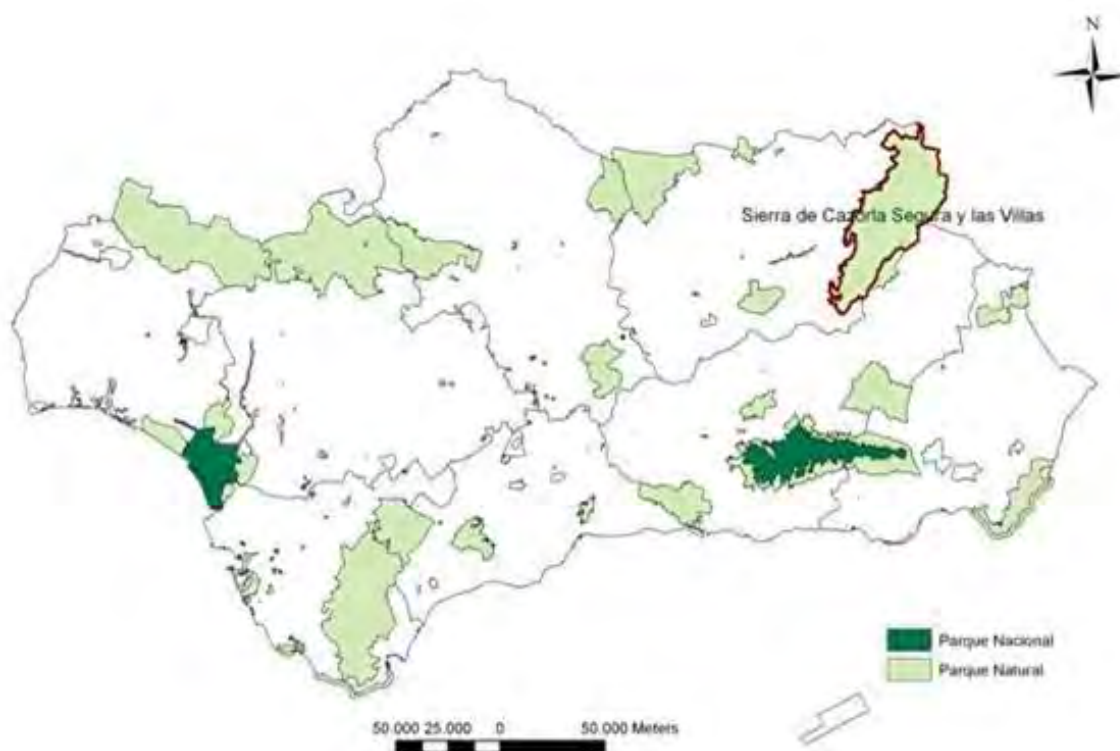 N
Sierra de Cazorla Segura y las Villas
Parque Nacional
Parque Natural
50.000 25.000 0 50.000 Meters